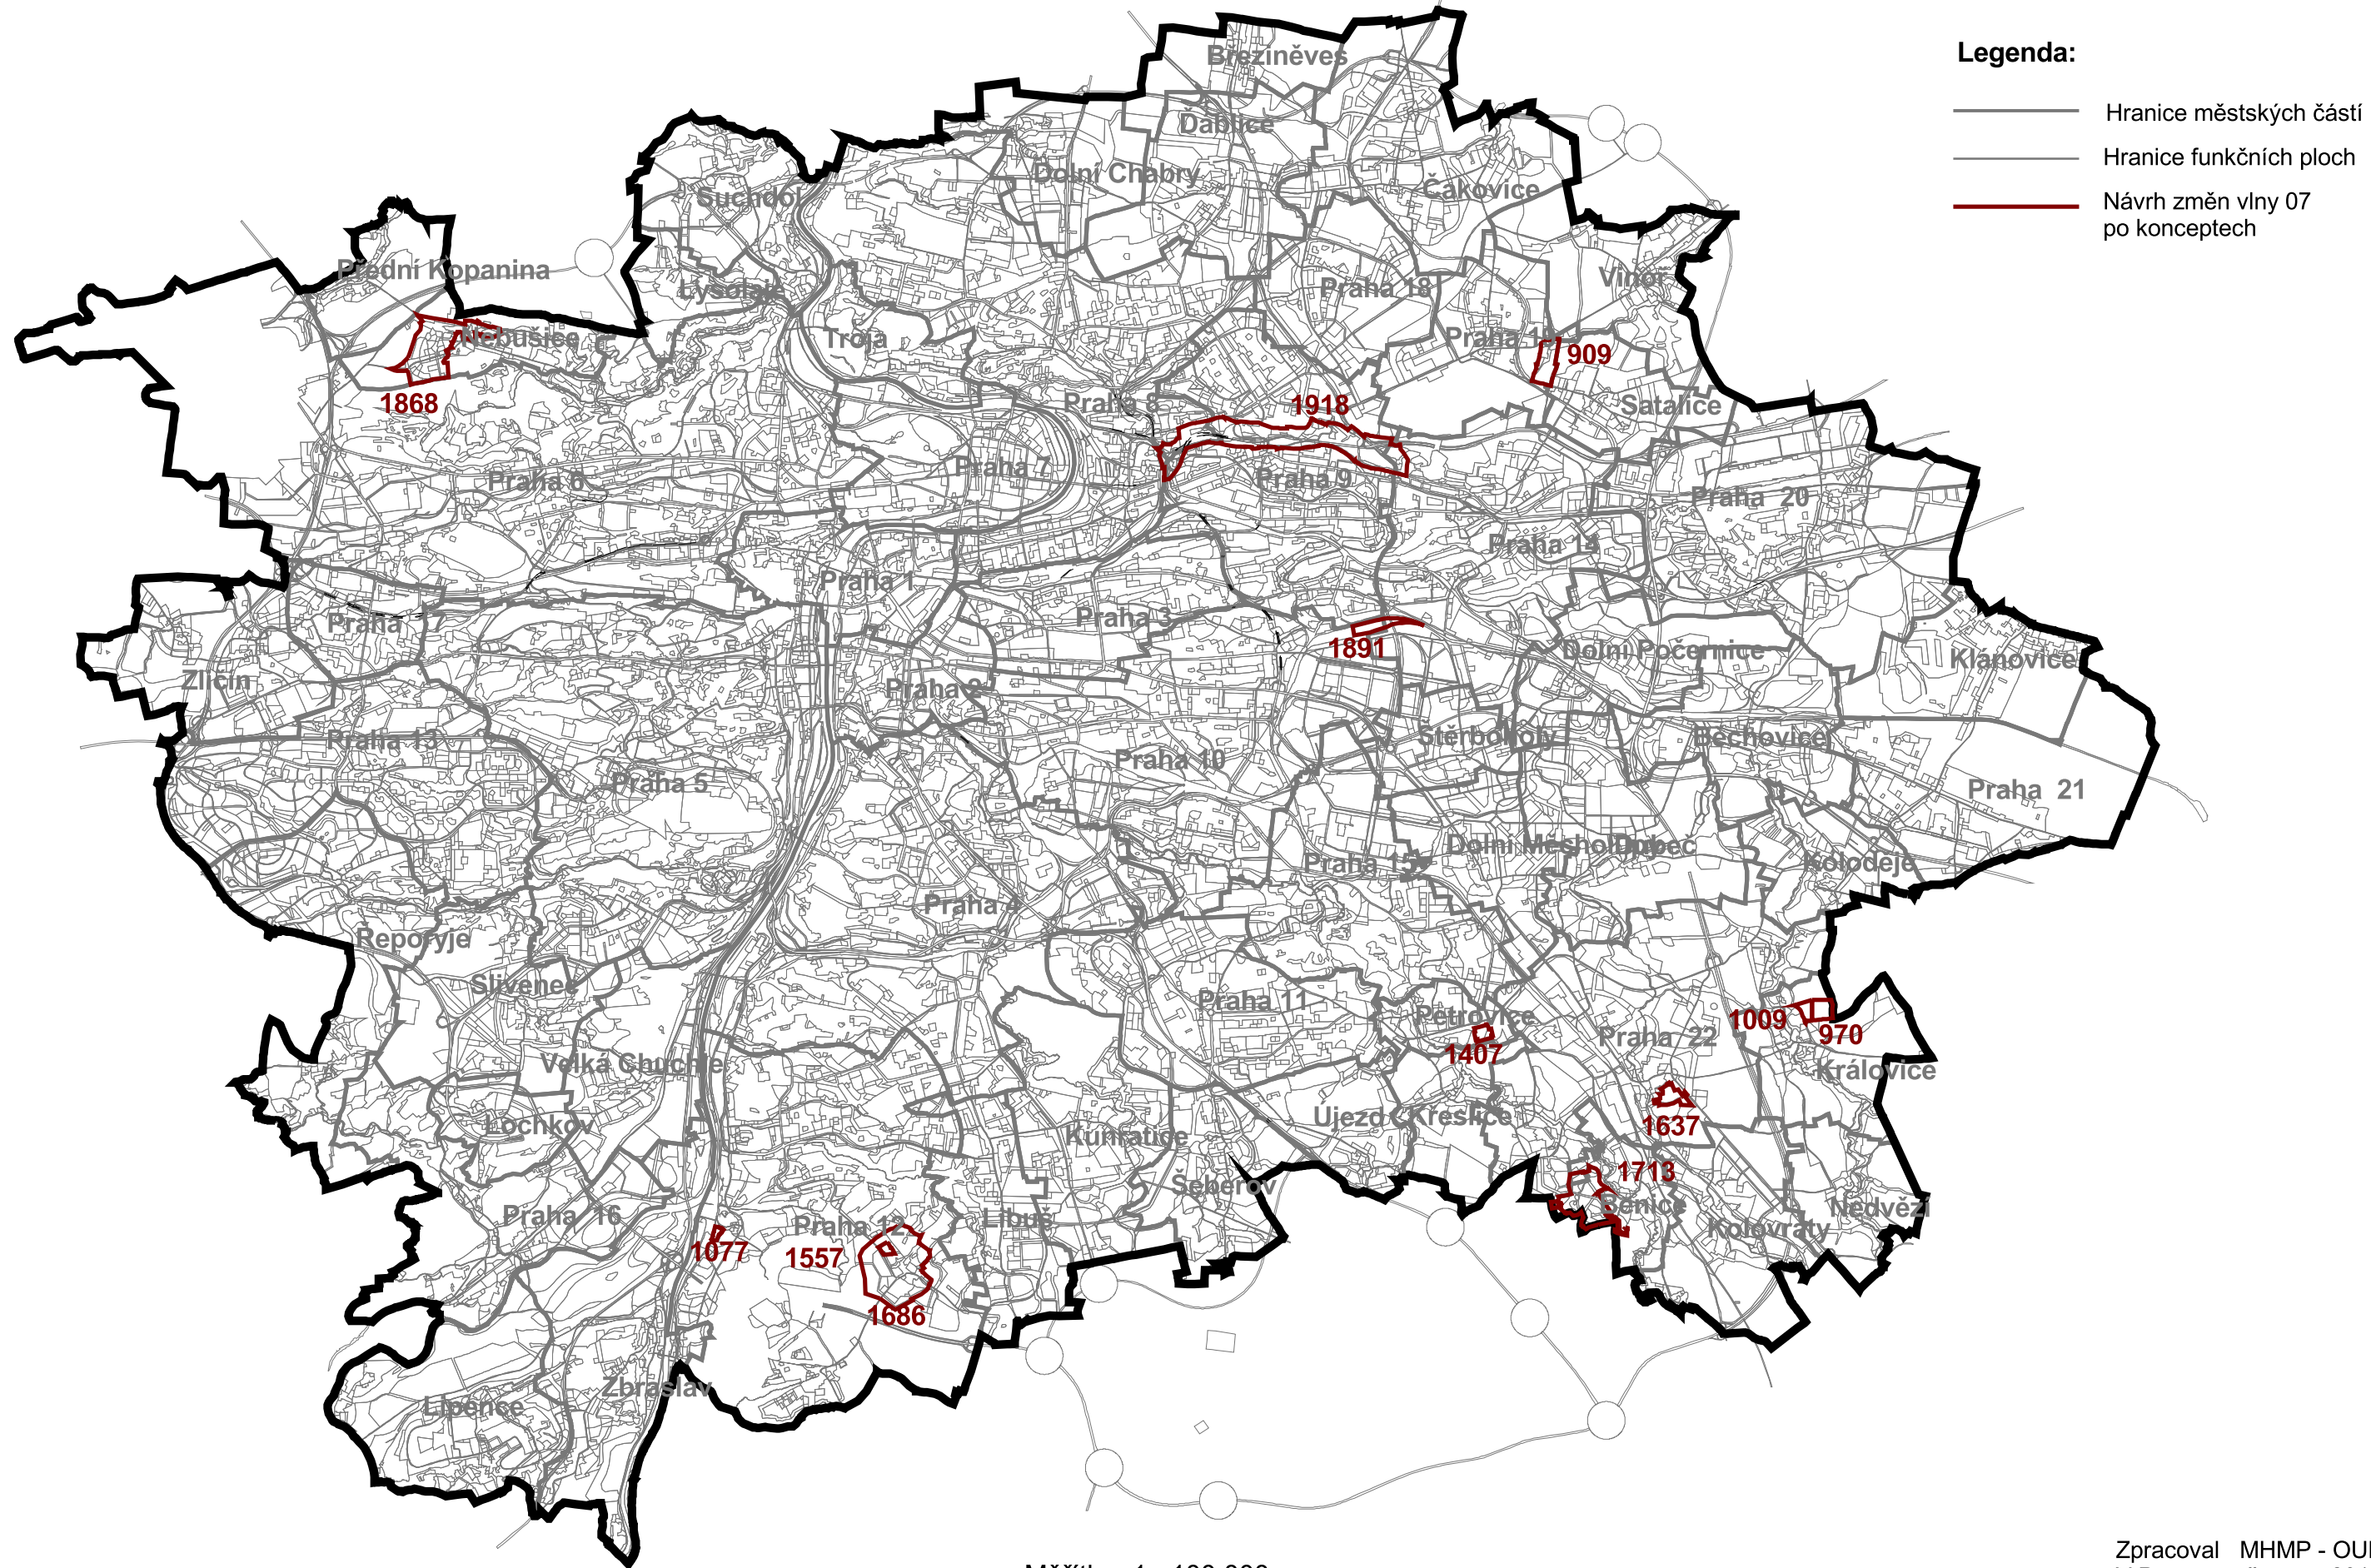 Legenda:
Hranice městských částí
Hranice funkčních ploch
Návrh změn vlny 07
po konceptech
Březiněves
Ďáblice
Dolní Chabry
Čakovice
Suchdol
Přední Kopanina
Lysolaje
Praha 18
Vinoř
Nebušice
Troja
Praha 19
909
1868
Praha 8
1918
Satalice
Praha 7
Praha 6
Praha 9
Praha 20
Praha 14
Praha 1
Praha 3
Praha 17
1891
Dolní Počernice
Klánovice
Zličín
Praha 2
Praha 13
Štěrboholy
Běchovice
Praha 5
Praha 10
Praha 21
Dolní Měcholupy
Dubeč
Praha 15
Koloděje
Praha 4
Řeporyje
Slivenec
Praha 11
Petrovice
1009
970
Praha 22
1407
Velká Chuchle
Královice
Lochkov
Újezd
Křeslice
1637
Kunratice
1713
Šeberov
Benice
Nedvězí
Praha 16
Praha 12
Libuš
Kolovraty
1077
1557
1686
Zbraslav
Lipence
Zpracoval MHMP - OUP